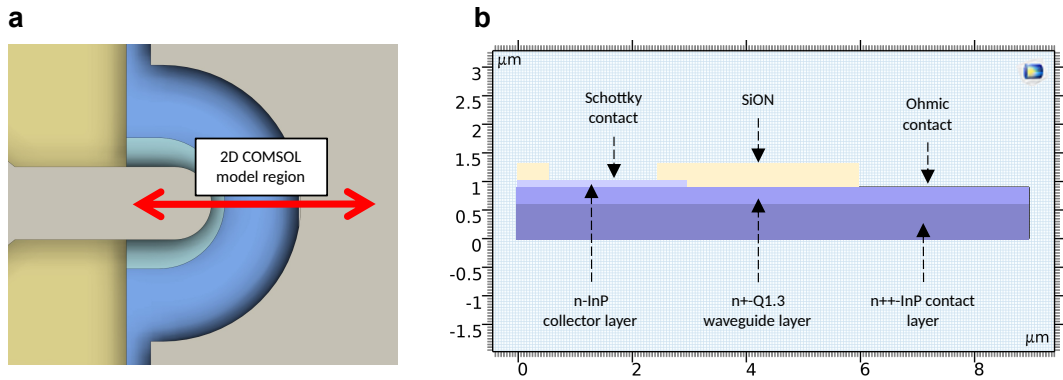 a
2D COMSOL
model region
b
µm
3
2.5
2
1.5
1
0.5
0
-0.5
-1
-1.5
Schottky
contact
SiON
Ohmic
contact
n-InP
collector layer
n+-Q1.3
waveguide layer
n++-InP contact
layer
µm
0
2
4
6
8